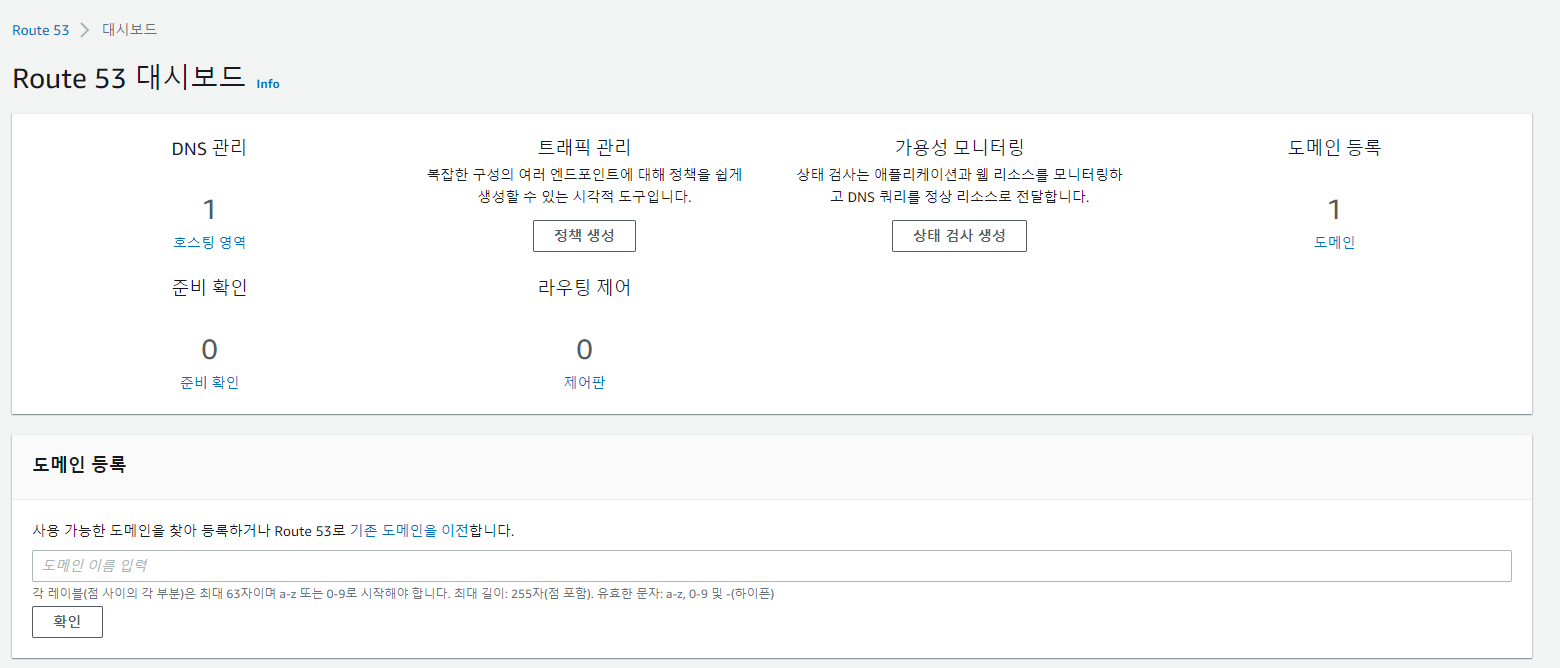 Route 53 > 대시보드
Route 53 대시보드 Info
DNS 관리
1
호스팅 영역
트래픽 관리
복잡한 구성의 여러 엔드포인트에 대해 정책을 쉽게
생성할 수 있는 시각적 도구입니다.
정책 생성
가용성 모니터링
상태 검사는 애플리케이션과 웹 리소스를 모니터링하
고 DNS 쿼리를 정상 리소스로 전달합니다.
상태 검사 생성
도메인 등록
1
도메인
준비 확인
0
준비 확인
라우팅 제어
0
제어판
도메인 등록
사용 가능한 도메인을 찾아 등록하거나 Route 53로 기존 도메인을 이전합니다.
도메인 이름 입력
각 레이블(점 사이의 각 부분)은 최대 63자이며 a-z 또는 0-9로 시작해야 합니다. 최대 길이: 255자(점 포함). 유효한 문자: a-z, 0-9 및 -(하이픈)
확인